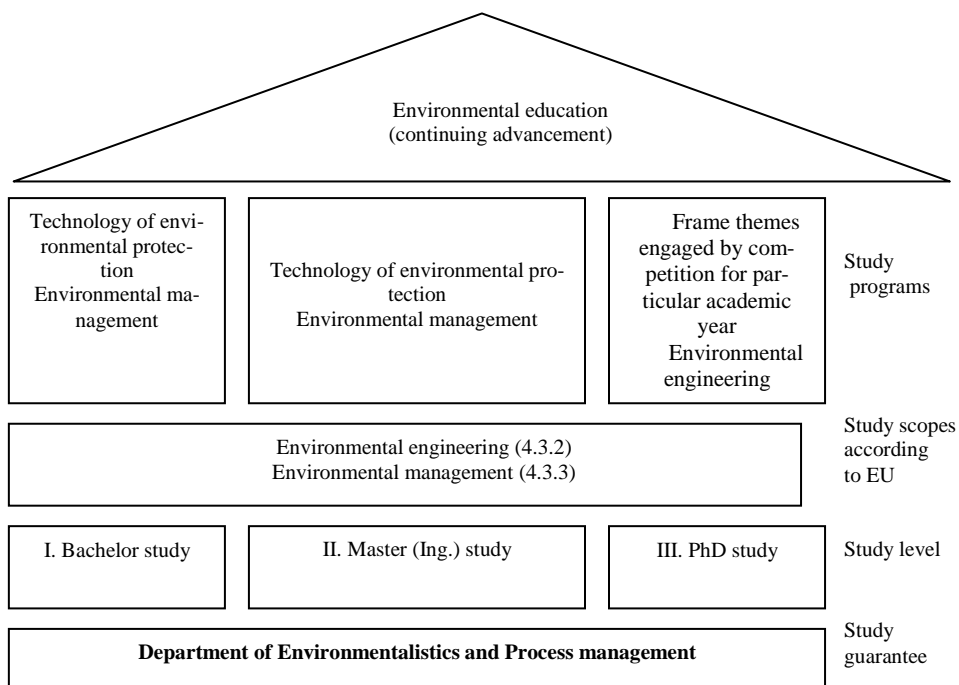 Environmental education
(continuing advancement)
Technology of envi-
ronmental protec-
tion
Environmental ma-
nagement
Technology of environmental pro-
tection
Environmental management
Frame themes
engaged by com-
petition for par-
ticular academic
year
Environmental
engineering
Study
programs
Environmental engineering (4.3.2)
Environmental management (4.3.3)
Study scopes
according
to EU
I. Bachelor study
II. Master (Ing.) study
III. PhD study
Study level
Department of Environmentalistics and Process management
Study
guarantee